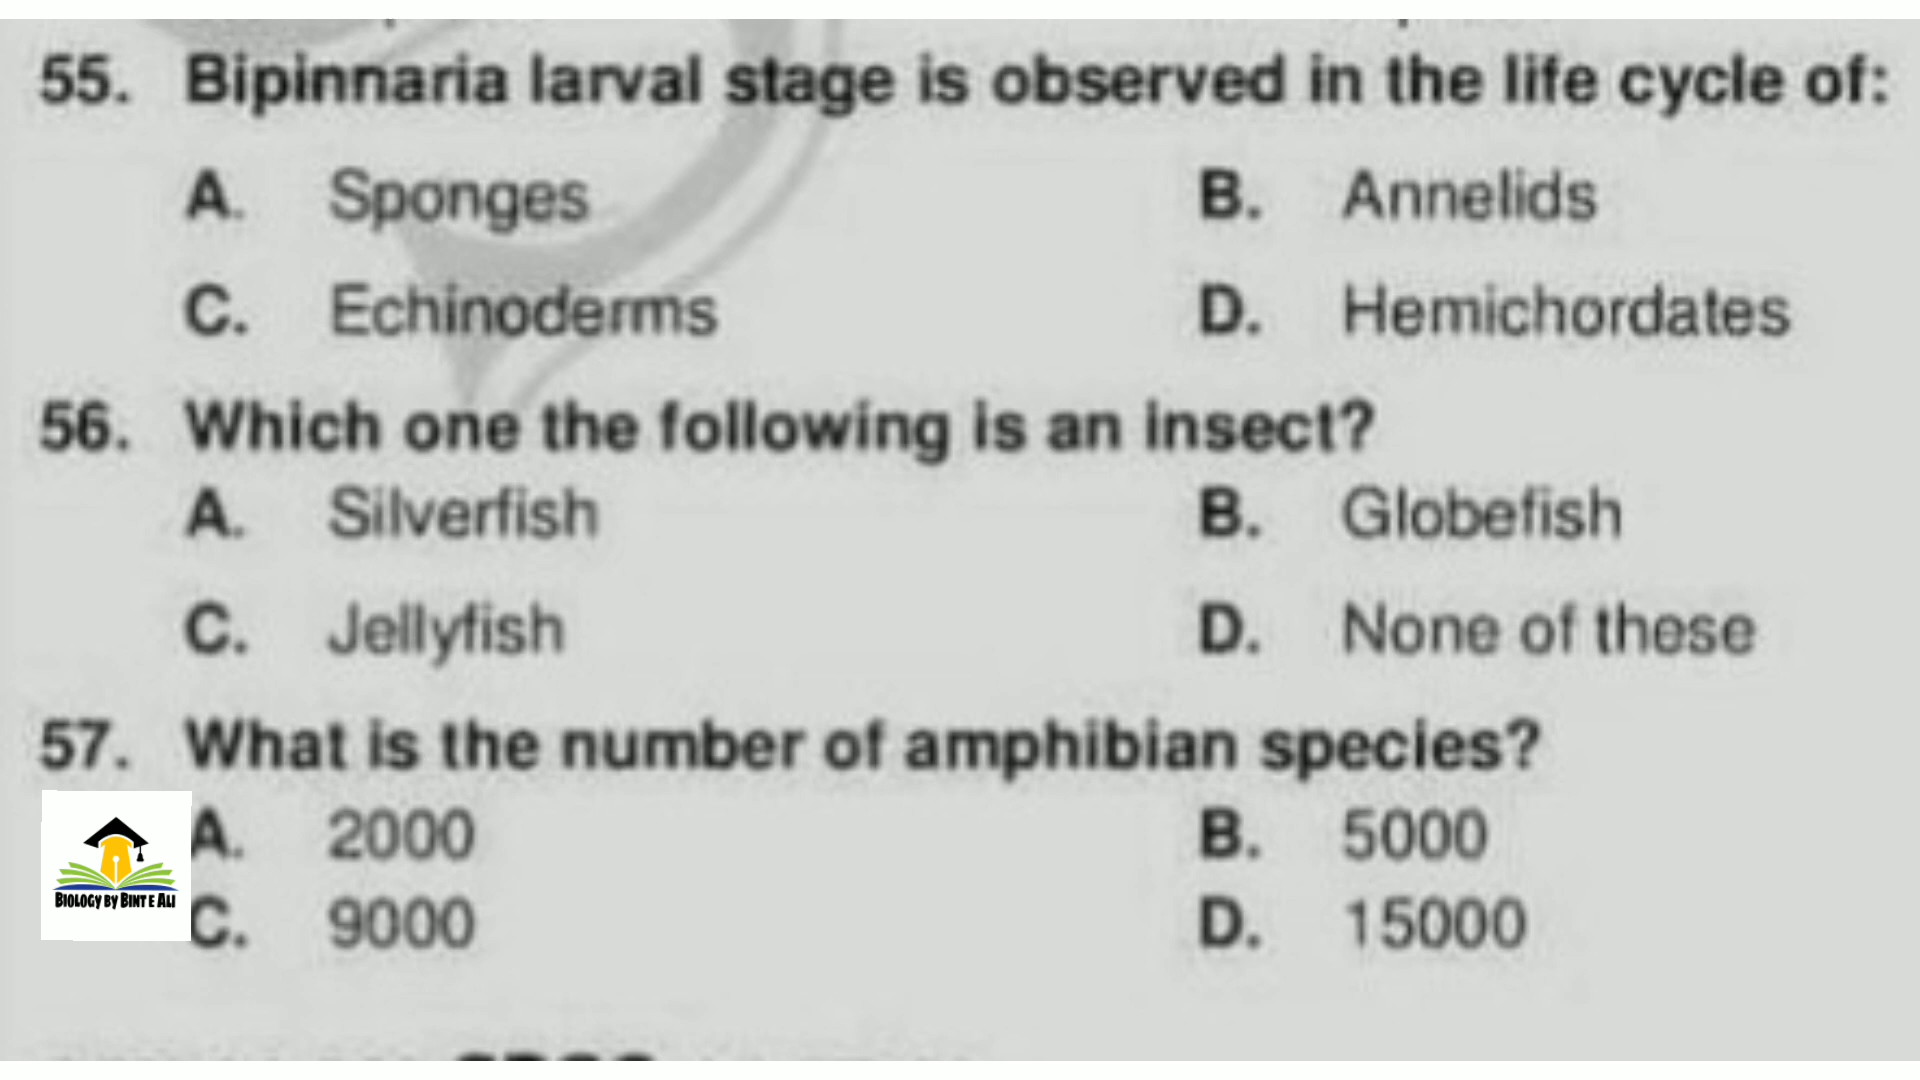 55. Bipinnaria larval stage is observed in the life cycle of:
A. Sponges B. Annelids
C. Echinoderms D. Hemichordates
56. Which one the following is an insect?
A. Silverfish B. Globefish
C. Jellyfish D. None of these
57. What is the number of amphibian species?
A. 2000 B. 5000
BIOLOGY BY BINT E ALI
C. 9000 D. 15000